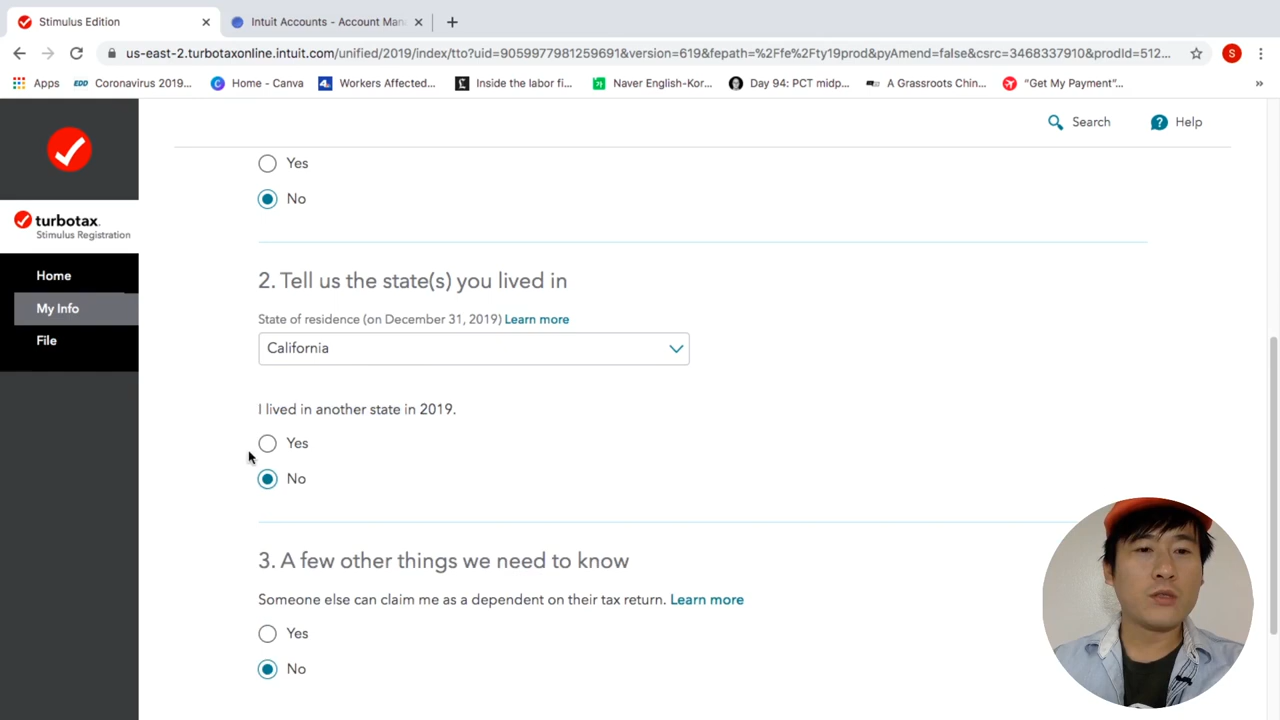 Stimulus Edition
Intuit Accounts - Account Man
us-east-2.turbotaxonline.intuit.com/unified/2019/index/tto?uid=9059977981259691&version=619&fepath=%2Ffe%2Fty19prod&pyAmend=false&csrc=3468337910&prodId=512...
S
Apps
EDD Coronavirus 2019...
Home - Canva
Workers Affected...
Inside the labor fi...
Naver English-Kor...
Day 94: PCT midp...
A Grassroots Chin...
"Get My Payment"...
Search
? Help
turbotax.
Stimulus Registration
Home
My Info
File
Yes
No
2. Tell us the state(s) you lived in
State of residence (on December 31, 2019) Learn more
California
I lived in another state in 2019.
Yes
No
3. A few other things we need to know
Someone else can claim me as a dependent on their tax return. Learn more
Yes
No